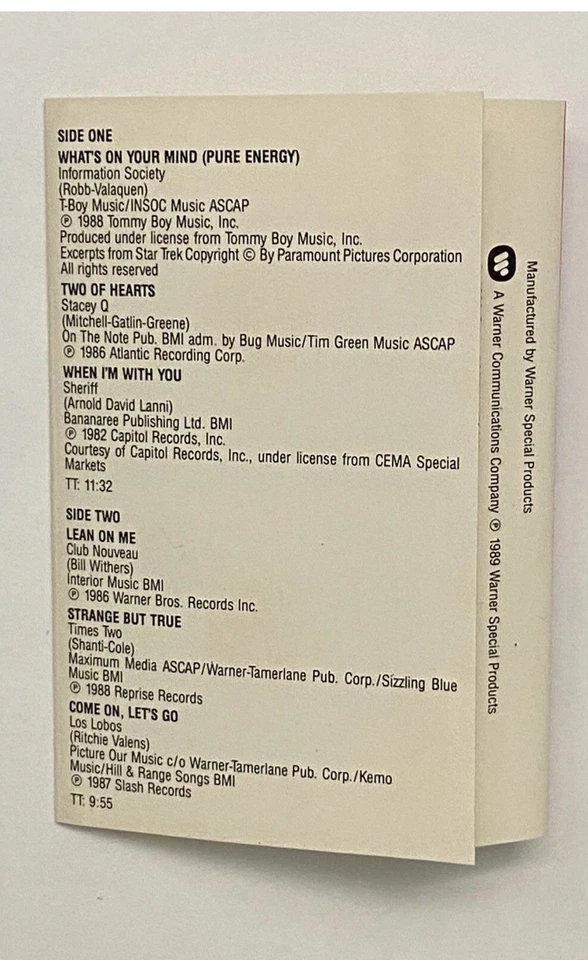 SIDE ONE
WHAT'S ON YOUR MIND (PURE ENERGY)
Information Society
(Robb-Valaquen)
T-Boy Music/INSOC Music ASCAP
℗ 1988 Tommy Boy Music, Inc.
Produced under license from Tommy Boy Music, Inc.
Excerpts from Star Trek Copyright © By Paramount Pictures Corporation
All rights reserved
TWO OF HEARTS
Stacey Q
(Mitchell-Gatlin-Greene)
On The Note Pub. BMI adm. by Bug Music/Tim Green Music ASCAP
℗ 1986 Atlantic Recording Corp.
WHEN I'M WITH YOU
Sheriff
(Arnold David Lanni)
Bananaree Publishing Ltd. BMI
℗ 1982 Capitol Records, Inc.
Courtesy of Capitol Records, Inc., under license from CEMA Special
Markets
TT: 11:32
SIDE TWO
LEAN ON ME
Club Nouveau
(Bill Withers)
Interior Music BMI
℗ 1986 Warner Bros. Records Inc.
STRANGE BUT TRUE
Times Two
(Shanti-Cole)
Maximum Media ASCAP/Warner-Tamerlane Pub. Corp./Sizzling Blue
Music BMI
℗ 1988 Reprise Records
COME ON, LET'S GO
Los Lobos
(Ritchie Valens)
Picture Our Music c/o Warner-Tamerlane Pub. Corp./Kemo
Music/Hill & Range Songs BMI
℗ 1987 Slash Records
TT: 9:55
Manufactured by Warner Special Products
A Warner Communications Company ℗ 1989 Warner Special Products